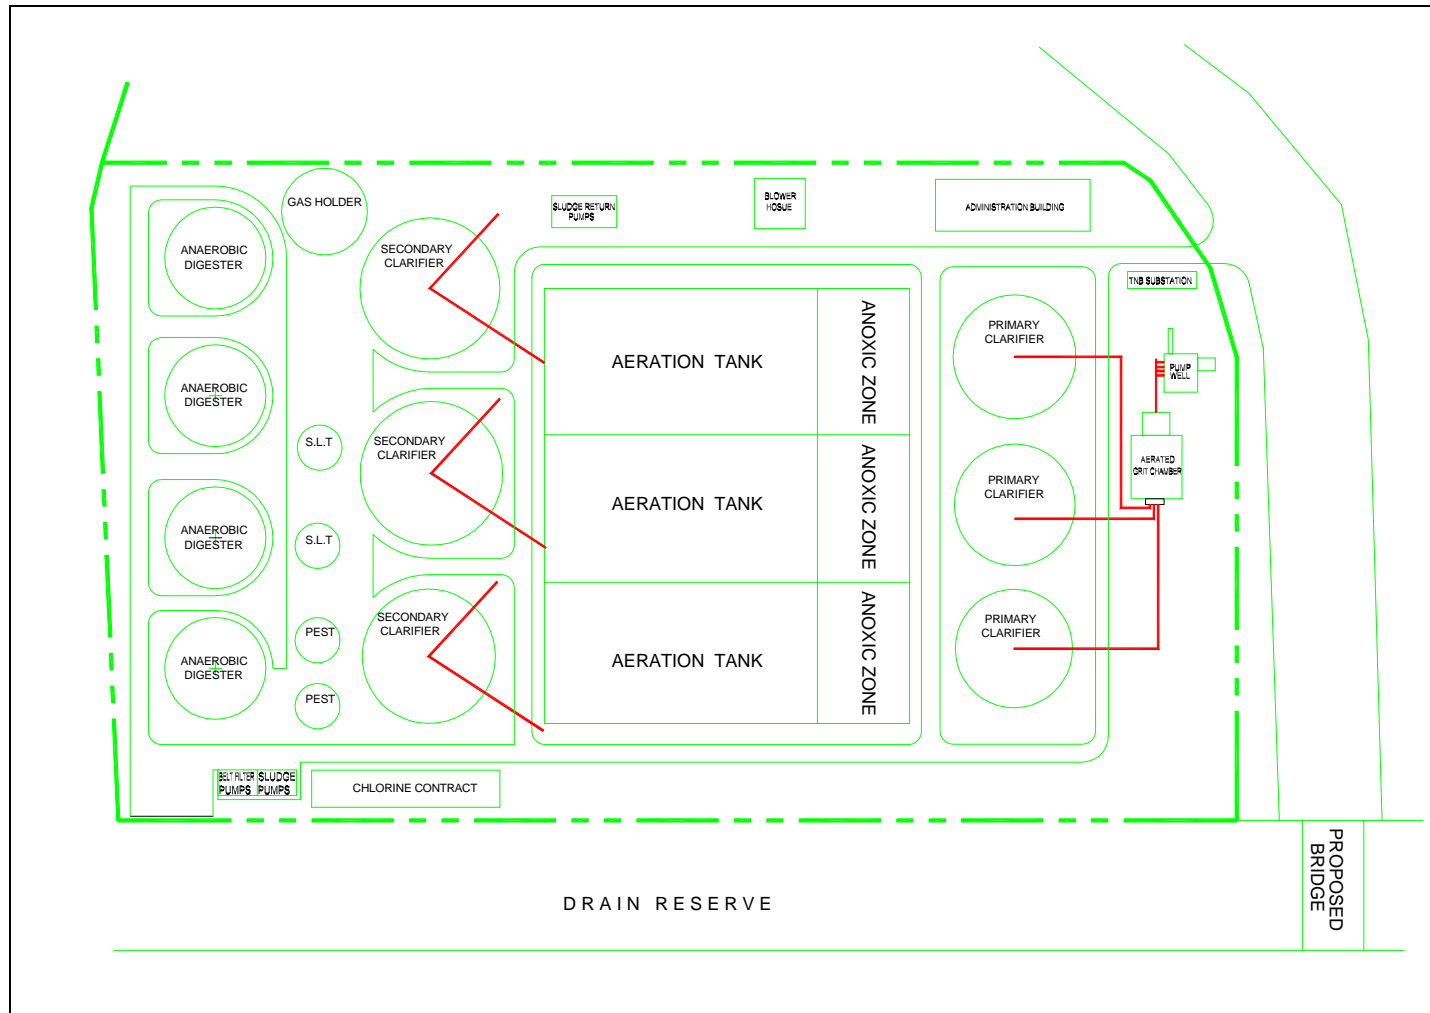 GAS HOLDER
SLUDGE RETURN
PUMPS
BLOWER
HOSUE
ADMINISTRATION BUILDING
ANAEROBIC
DIGESTER
SECONDARY
CLARIFIER
TNB SUBSTATION
AERATION TANK
ANOXIC ZONE
PRIMARY
CLARIFIER
PUMP
WELL
ANAEROBIC
DIGESTER
S.L.T
SECONDARY
CLARIFIER
AERATED
GRIT CHAMBER
AERATION TANK
ANOXIC ZONE
PRIMARY
CLARIFIER
ANAEROBIC
DIGESTER
S.L.T
SECONDARY
CLARIFIER
PEST
AERATION TANK
ANOXIC ZONE
PRIMARY
CLARIFIER
ANAEROBIC
DIGESTER
PEST
BELT FILTER
PUMPS
SLUDGE
PUMPS
CHLORINE CONTRACT
DRAIN RESERVE
PROPOSED
BRIDGE